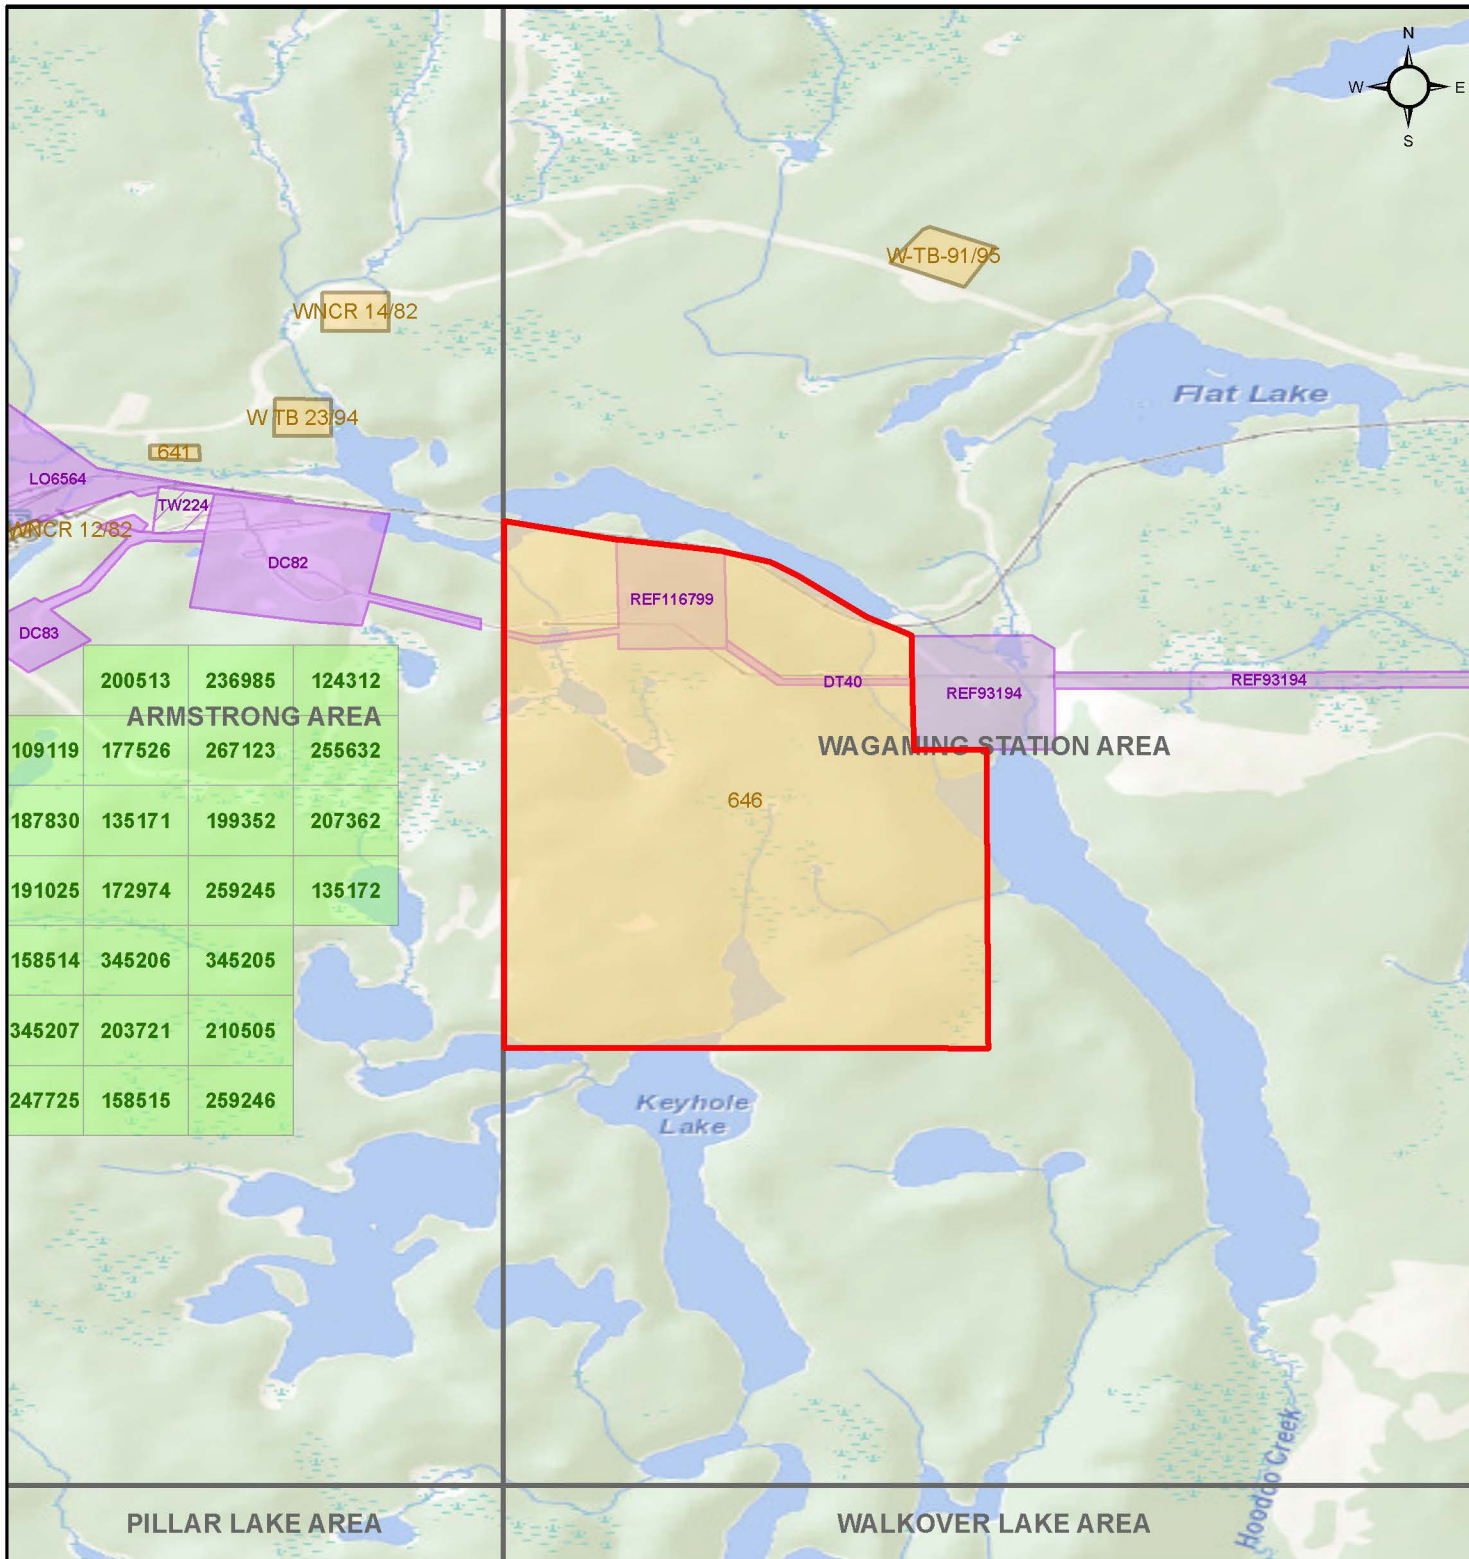 N
W E
S
W-TB-91/95
WNCR 14/82
Flat Lake
W TB 23/94
641
LO6564
TW224
WNCR 12/82
DC82
REF116799
DC83
DT40
REF93194
REF93194
200513 236985 124312
ARMSTRONG AREA
WAGAMING STATION AREA
109119 177526 267123 255632
646
187830 135171 199352 207362
191025 172974 259245 135172
158514 345206 345205
345207 203721 210505
247725 158515 259246
Keyhole
Lake
Hoodoo Creek
PILLAR LAKE AREA
WALKOVER LAKE AREA